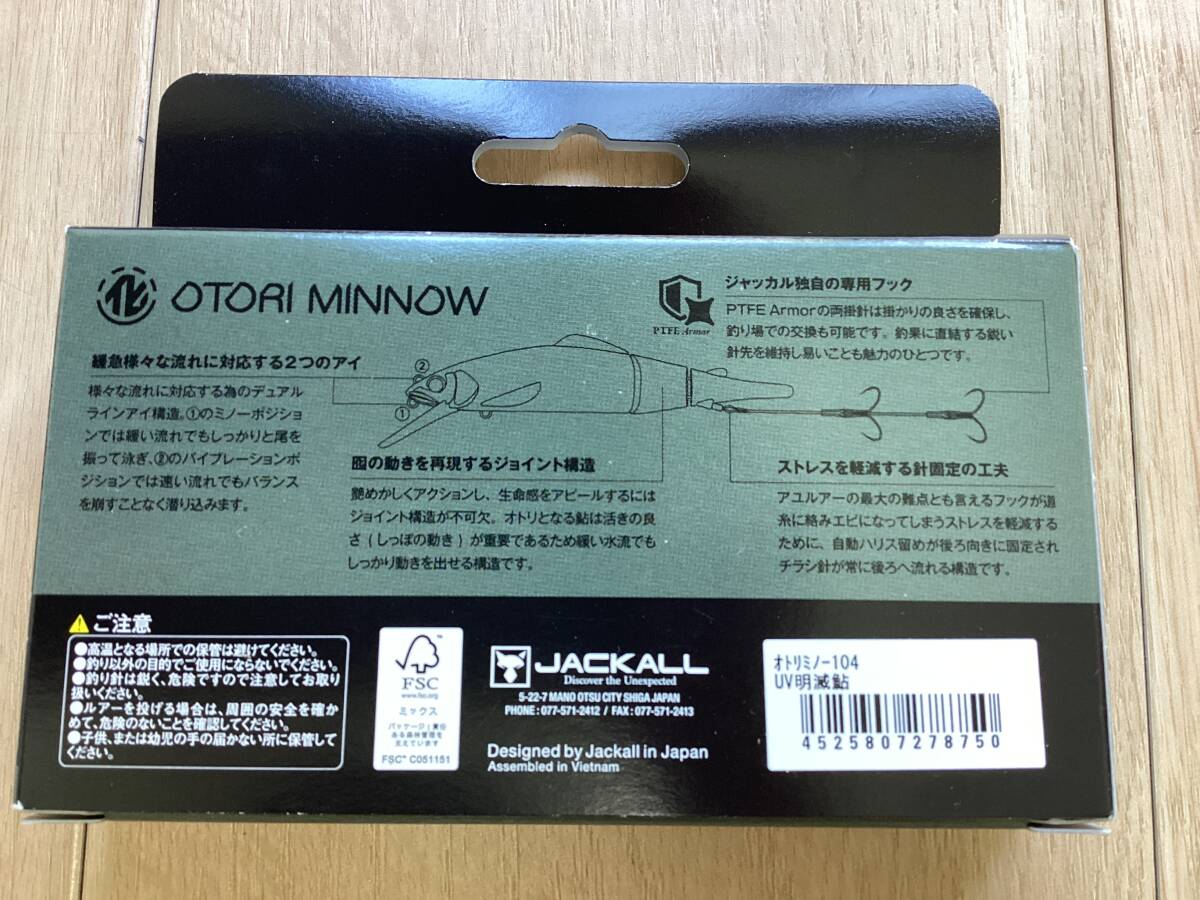 OTORI MINNOW
緩急様々な流れに対応する2つのアイ
様々な流れに対応する為のデュアル
ラインアイ構造。①のミノーポジショ
ンでは緩い流れでもしっかりと尾を
振って泳ぎ、②のバイブレーションポ
ジションでは速い流れでもバランス
を崩すことなく潜り込みます。
②
①
PTFE Armor
ジャッカル独自の専用フック
PTFE Armorの両掛針は掛かりの良さを確保し、
釣り場での交換も可能です。釣果に直結する鋭い
針先を維持し易いことも魅力のひとつです。
囮の動きを再現するジョイント構造
艶めかしくアクションし、生命感をアピールするには
ジョイント構造が不可欠。オトリとなる鮎は活きの良
さ(しっぽの動き)が重要であるため緩い水流でも
しっかり動きを出せる構造です。
ストレスを軽減する針固定の工夫
アユルアーの最大の難点とも言えるフックが道
糸に絡みエビになってしまうストレスを軽減する
ために、自動ハリス留めが後ろ向きに固定され
チラシ針が常に後ろへ流れる構造です。
ご注意
●高温となる場所での保管は避けてください。
●釣り以外の目的でご使用にならないでください。
●釣り針は鋭く、危険ですので注意してお取り
扱いください。
●ルアーを投げる場合は、周囲の安全を確か
めて、危険のないことを確認してください。
●子供、または幼児の手の届かない所に保管して
ください。
FSC
www.fsc.org
ミックス
パッケージ|責任
ある森林管理を
支えています
FSC™ C051151
JACKALL
Discover the Unexpected
5-22-7 MANO OTSU CITY SHIGA JAPAN
PHONE : 077-571-2412 / FAX : 077-571-2413
Designed by Jackall in Japan
Assembled in Vietnam
オトリミノー104
UV明滅鮎
4525807278750